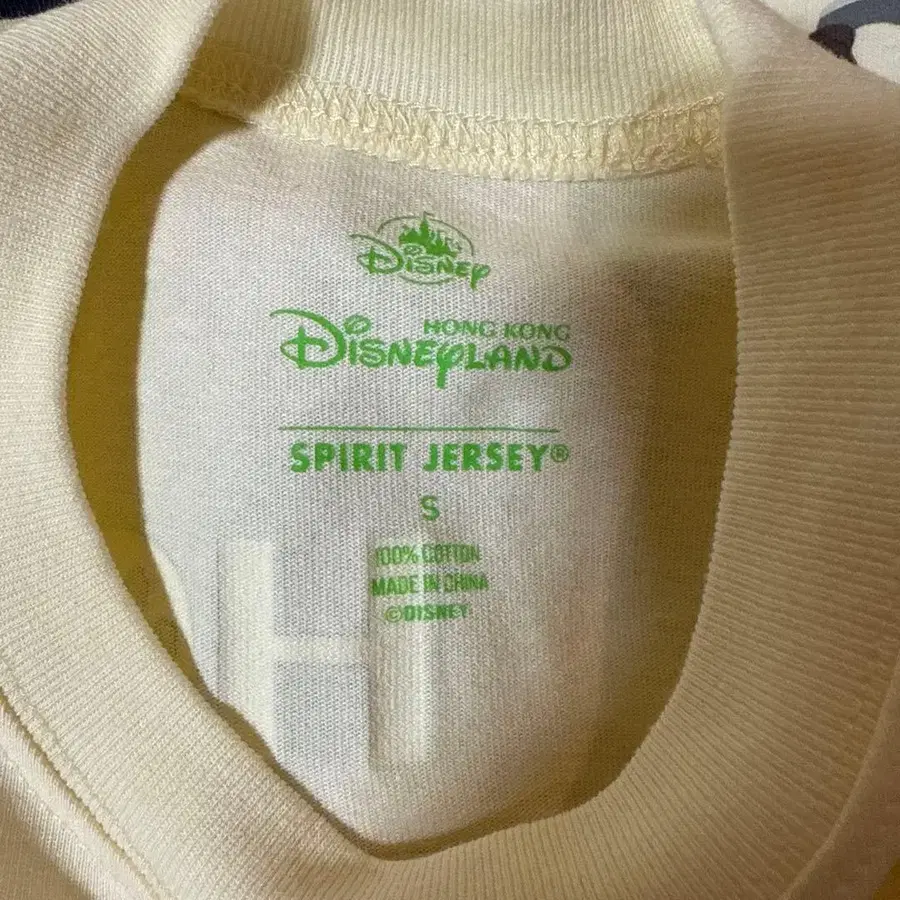 Disney
HONG KONG
Disneyland
SPIRIT JERSEY®
S
100% COTTON
MADE IN CHINA
©DISNEY